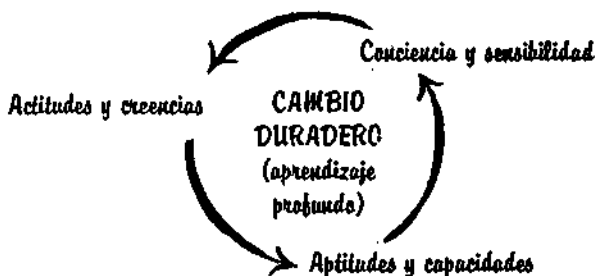 Conciencia y sensibilidad
Actitudes y creencias
CAMBIO
DURADERO
(aprendizaje
profundo)
Aptitudes y capacidades